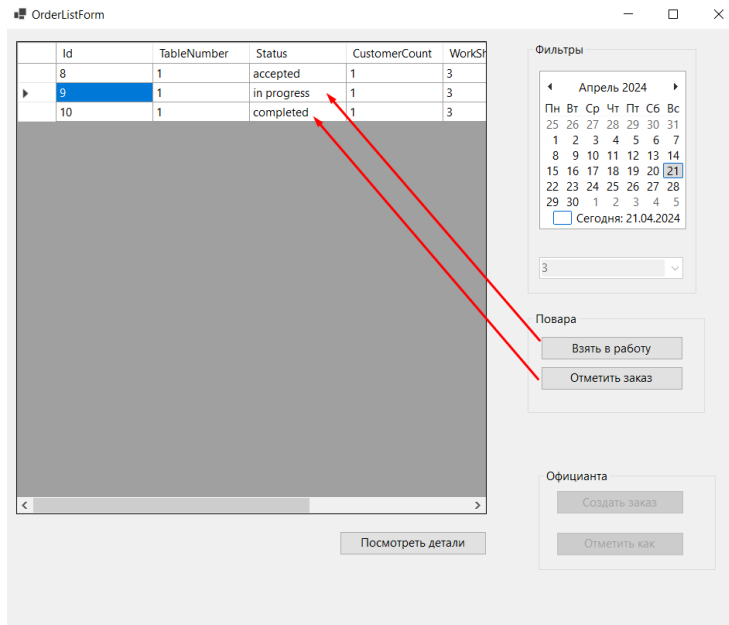 OrderListForm
Id TableNumber Status CustomerCount WorkSh
8 1 accepted 1 3
9 1 in progress 1 3
10 1 completed 1 3
Посмотреть детали
Фильтры
Апрель 2024
Пн Вт Ср Чт Пт Сб Вс
25 26 27 28 29 30 31
1 2 3 4 5 6 7
8 9 10 11 12 13 14
15 16 17 18 19 20 21
22 23 24 25 26 27 28
29 30 1 2 3 4 5
Сегодня: 21.04.2024
3
Повара
Взять в работу
Отметить заказ
Официанта
Создать заказ
Отметить как